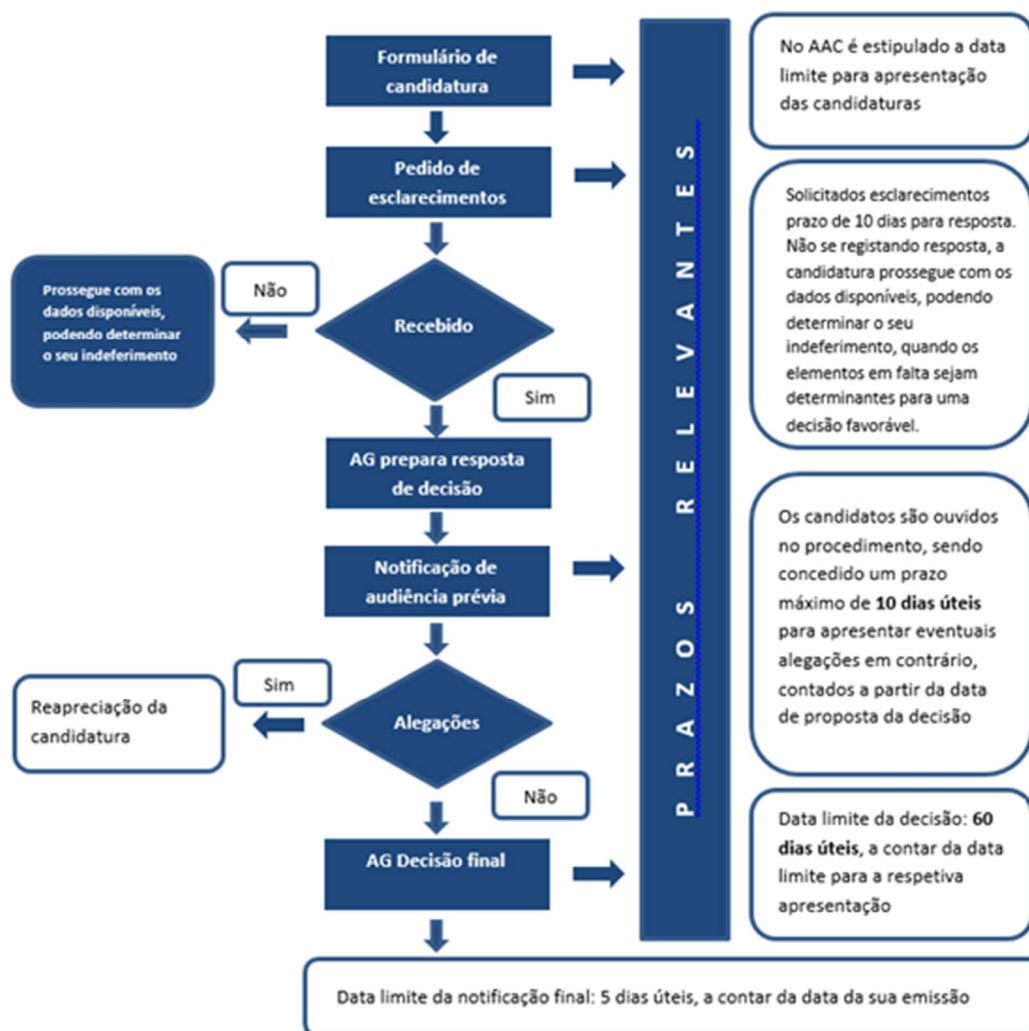 Formulário de
candidatura
No AAC é estipulado a data
limite para apresentação
das candidaturas
Pedido de
esclarecimentos
PRAZOS RELEVANTES
Solicitados esclarecimentos
prazo de 10 dias para resposta.
Não se registando resposta, a
candidatura prossegue com os
dados disponíveis, podendo
determinar o seu
indeferimento, quando os
elementos em falta sejam
determinantes para uma
decisão favorável.
Recebido
Não
Prossegue com os
dados disponíveis,
podendo determinar
o seu indeferimento
Sim
AG prepara resposta
de decisão
Notificação de
audiência prévia
Os candidatos são ouvidos
no procedimento, sendo
concedido um prazo
máximo de 10 dias úteis
para apresentar eventuais
alegações em contrário,
contados a partir da data
de proposta da decisão
Alegações
Sim
Reapreciação da
candidatura
Não
AG Decisão final
Data limite da decisão: 60
dias úteis, a contar da data
limite para a respetiva
apresentação
Data limite da notificação final: 5 dias úteis, a contar da data da sua emissão